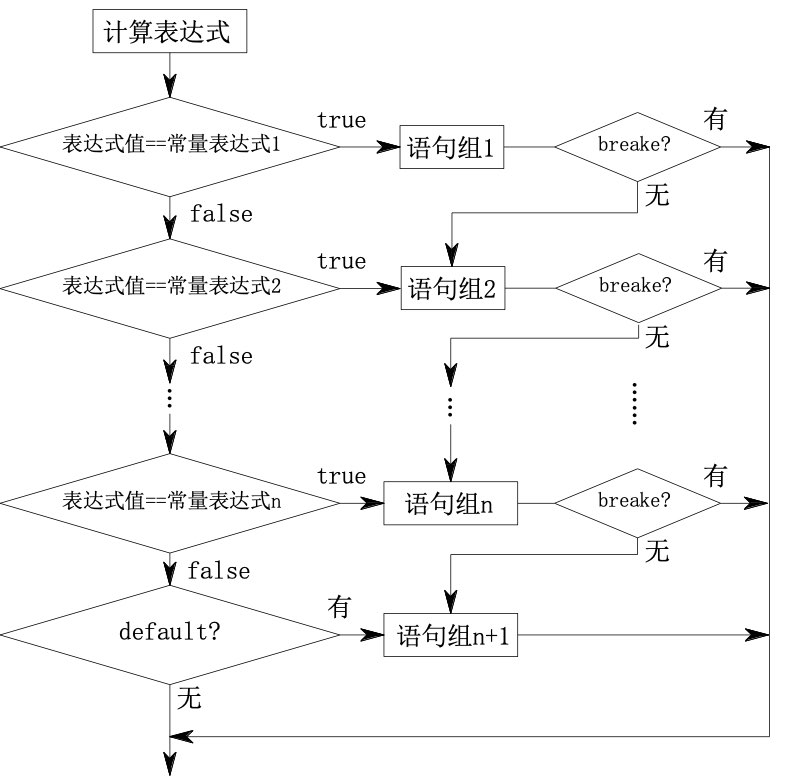 计算表达式
表达式值==常量表达式1
true
语句组1
breake?
有
false
无
表达式值==常量表达式2
true
语句组2
breake?
有
false
无
表达式值==常量表达式n
true
语句组n
breake?
有
false
无
default?
有
语句组n+1
无